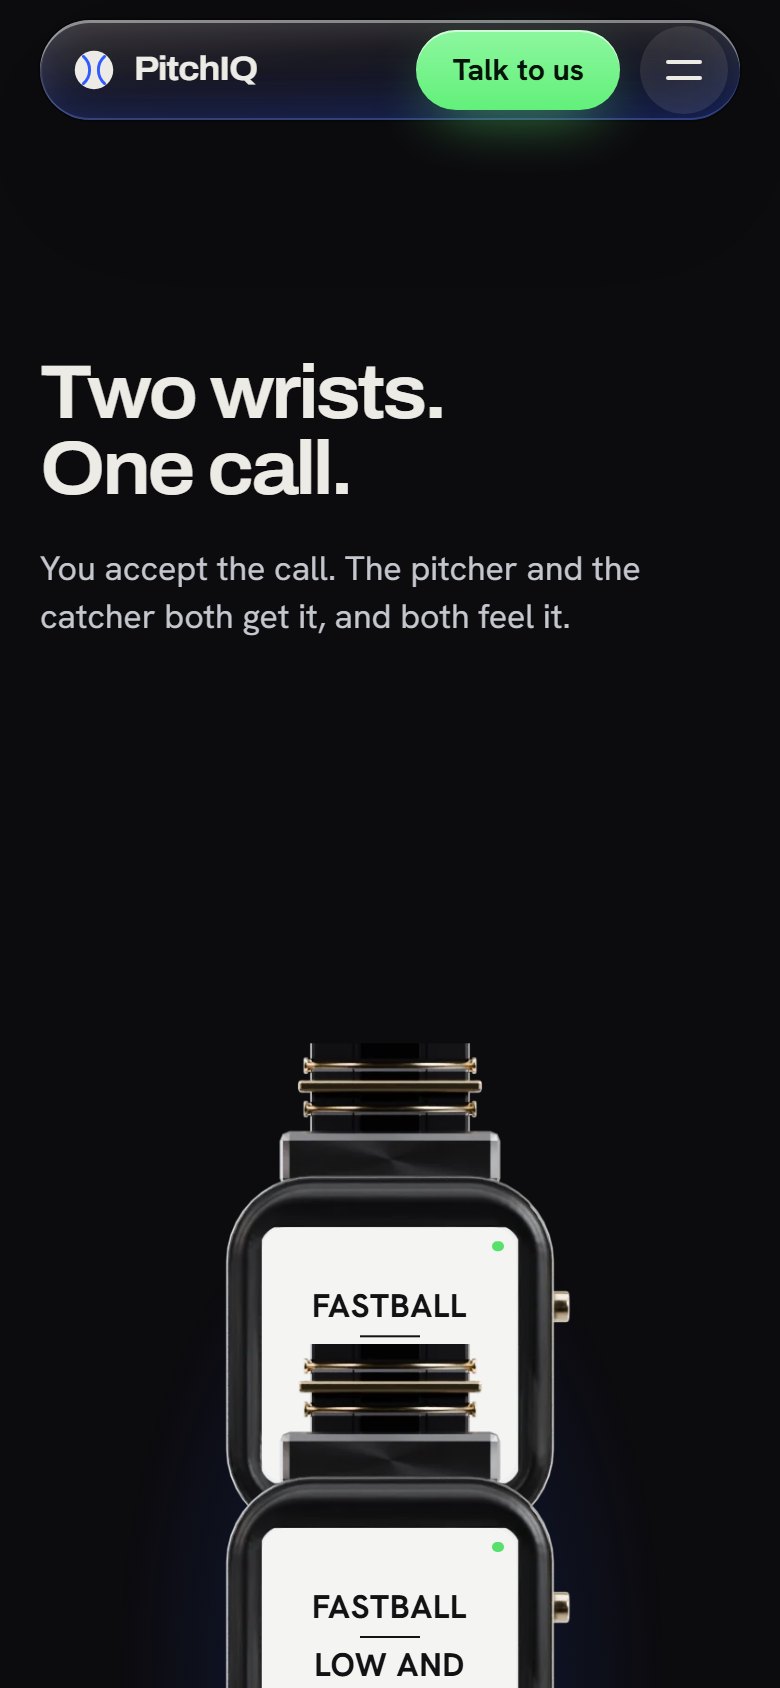 PitchIQ
Talk to us
Two wrists.
One call.
You accept the call. The pitcher and the
catcher both get it, and both feel it.
FASTBALL
FASTBALL
LOW AND